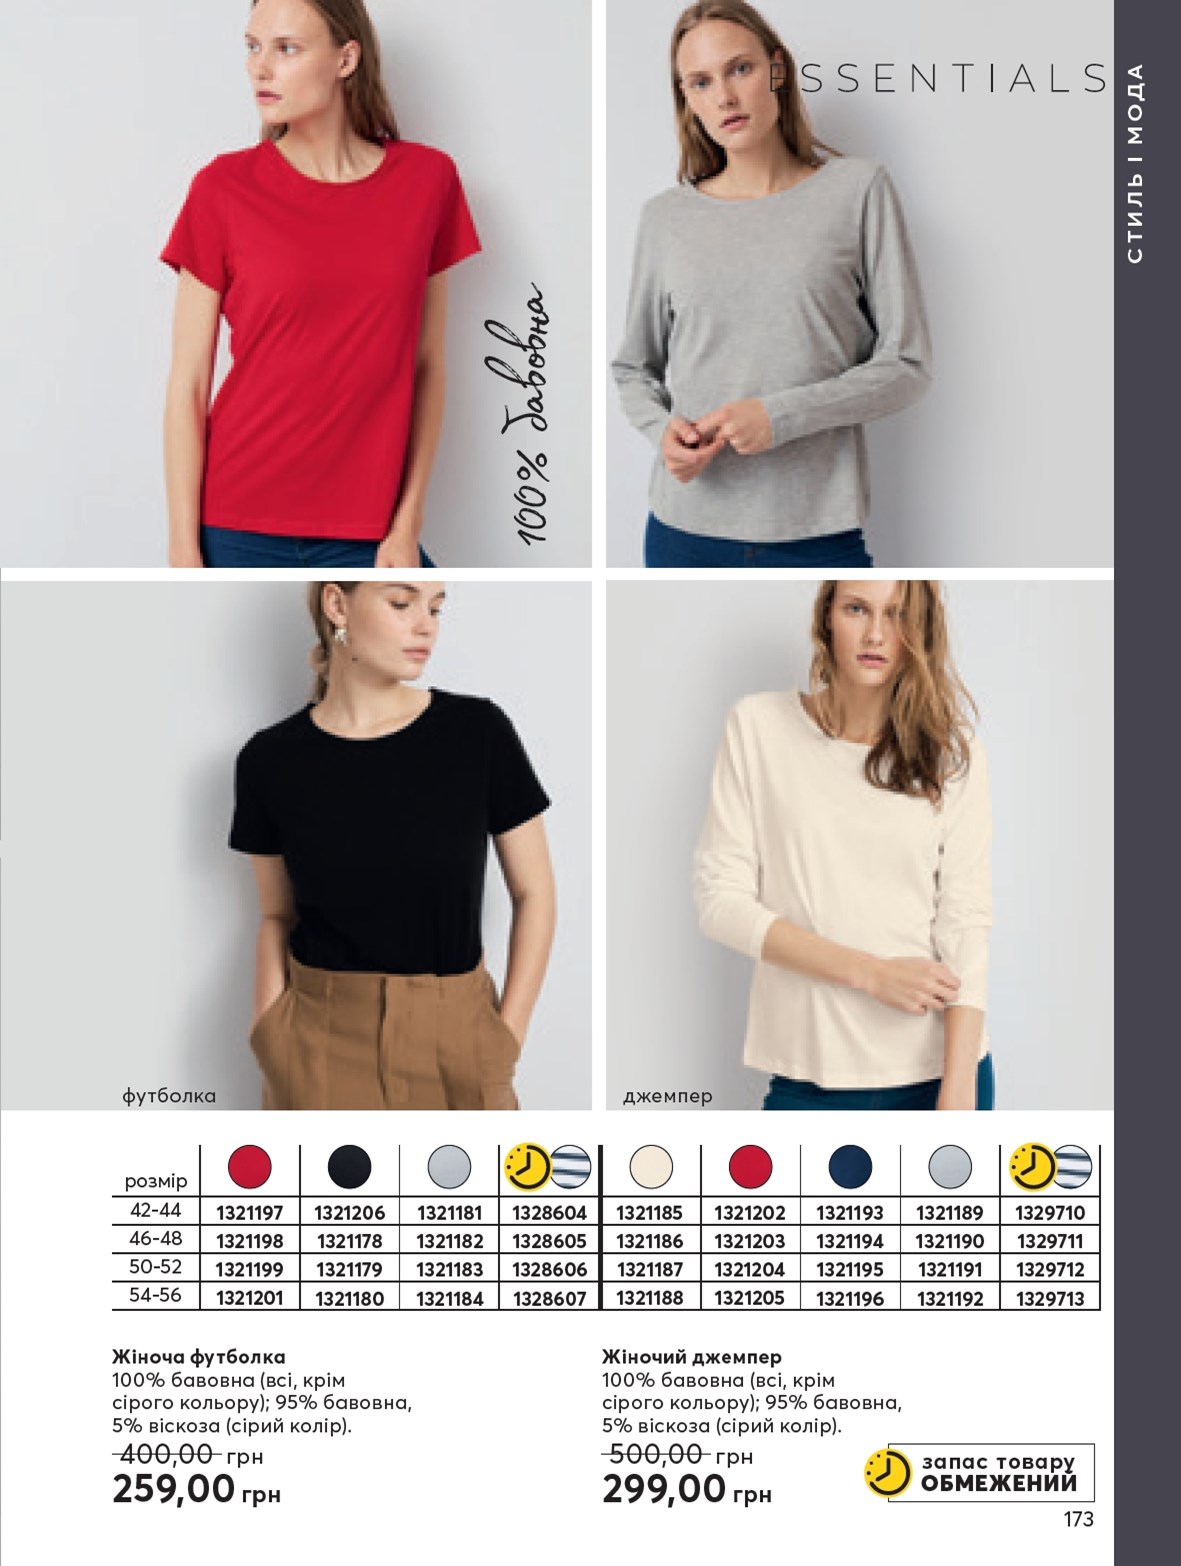 ESSENTIALS
СТИЛЬ І МОДА
100% бавовна
футболка
джемпер
розмір
42-44 1321197 1321206 1321181 1328604 1321185 1321202 1321193 1321189 1329710
46-48 1321198 1321178 1321182 1328605 1321186 1321203 1321194 1321190 1329711
50-52 1321199 1321179 1321183 1328606 1321187 1321204 1321195 1321191 1329712
54-56 1321201 1321180 1321184 1328607 1321188 1321205 1321196 1321192 1329713
Жіноча футболка
100% бавовна (всі, крім
сірого кольору); 95% бавовна,
5% віскоза (сірий колір).
400,00 грн
259,00 грн
Жіночий джемпер
100% бавовна (всі, крім
сірого кольору); 95% бавовна,
5% віскоза (сірий колір).
500,00 грн
299,00 грн
запас товару
ОБМЕЖЕНИЙ
173